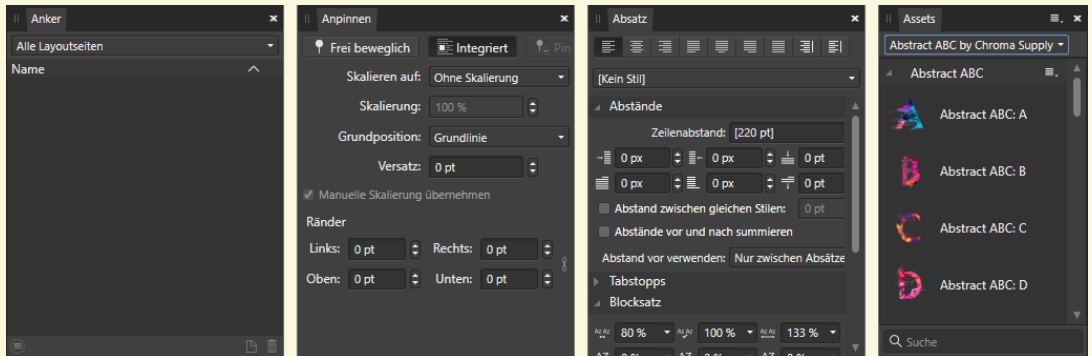 Anker
Alle Layoutseiten
Name
Anpinnen
Frei beweglich
Integriert
Pin
Skalieren auf: Ohne Skalierung
Skalierung: 100 %
Grundposition: Grundlinie
Versatz: 0 pt
Manuelle Skalierung übernehmen
Ränder
Links: 0 pt Rechts: 0 pt
Oben: 0 pt Unten: 0 pt
Absatz
[Kein Stil]
Abstände
Zeilenabstand: [220 pt]
0 px 0 px 0 pt
0 px 0 px 0 pt
Abstand zwischen gleichen Stilen: 0 pt
Abstände vor und nach summieren
Abstand vor verwenden: Nur zwischen Absätze
Tabstopps
Blocksatz
80 % 100 % 133 %
Assets
Abstract ABC by Chroma Supply
Abstract ABC
Abstract ABC: A
Abstract ABC: B
Abstract ABC: C
Abstract ABC: D
Suche